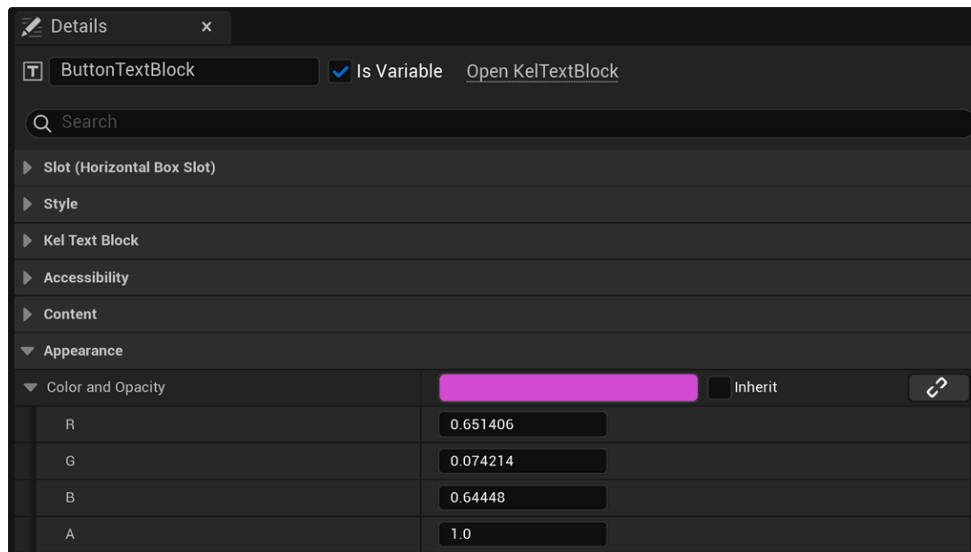 Details
ButtonTextBlock Is Variable Open KelTextBlock
Search
Slot (Horizontal Box Slot)
Style
Kel Text Block
Accessibility
Content
Appearance
Color and Opacity Inherit
R 0.651406
G 0.074214
B 0.64448
A 1.0